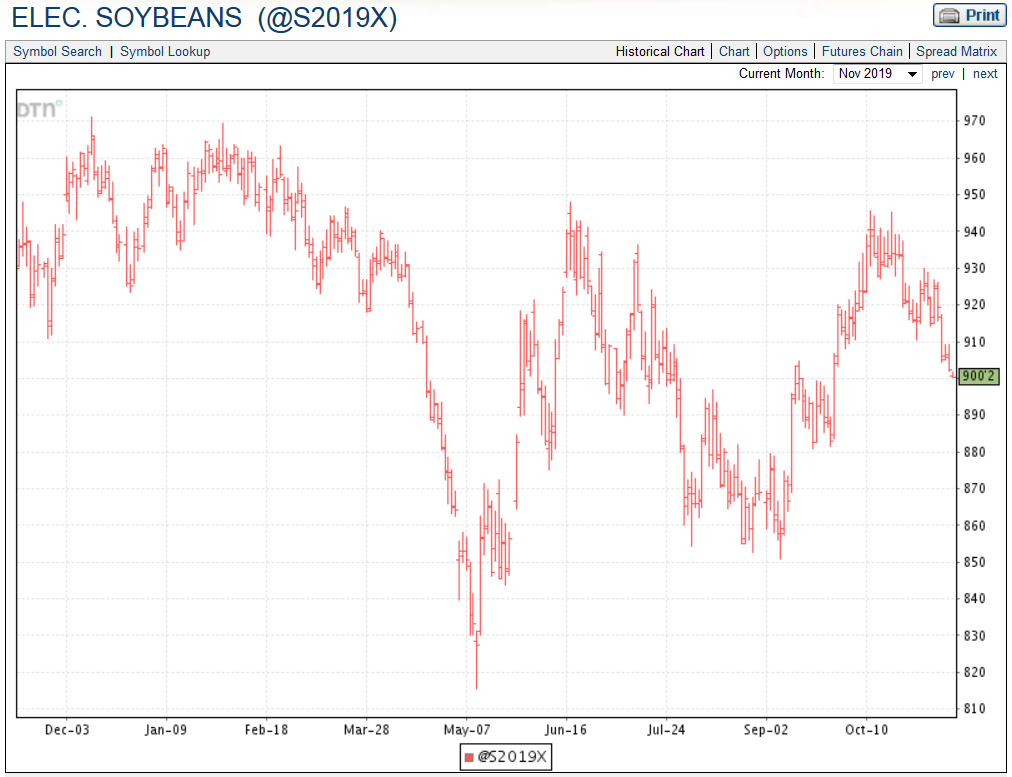 ELEC. SOYBEANS (@S2019X)
Print
Symbol Search | Symbol Lookup
Historical Chart | Chart | Options | Futures Chain | Spread Matrix
Current Month: Nov 2019 prev | next
DTN
970
960
950
940
930
920
910
900'2
890
880
870
860
850
840
830
820
810
Dec-03 Jan-09 Feb-18 Mar-28 May-07 Jun-16 Jul-24 Sep-02 Oct-10
@S2019X